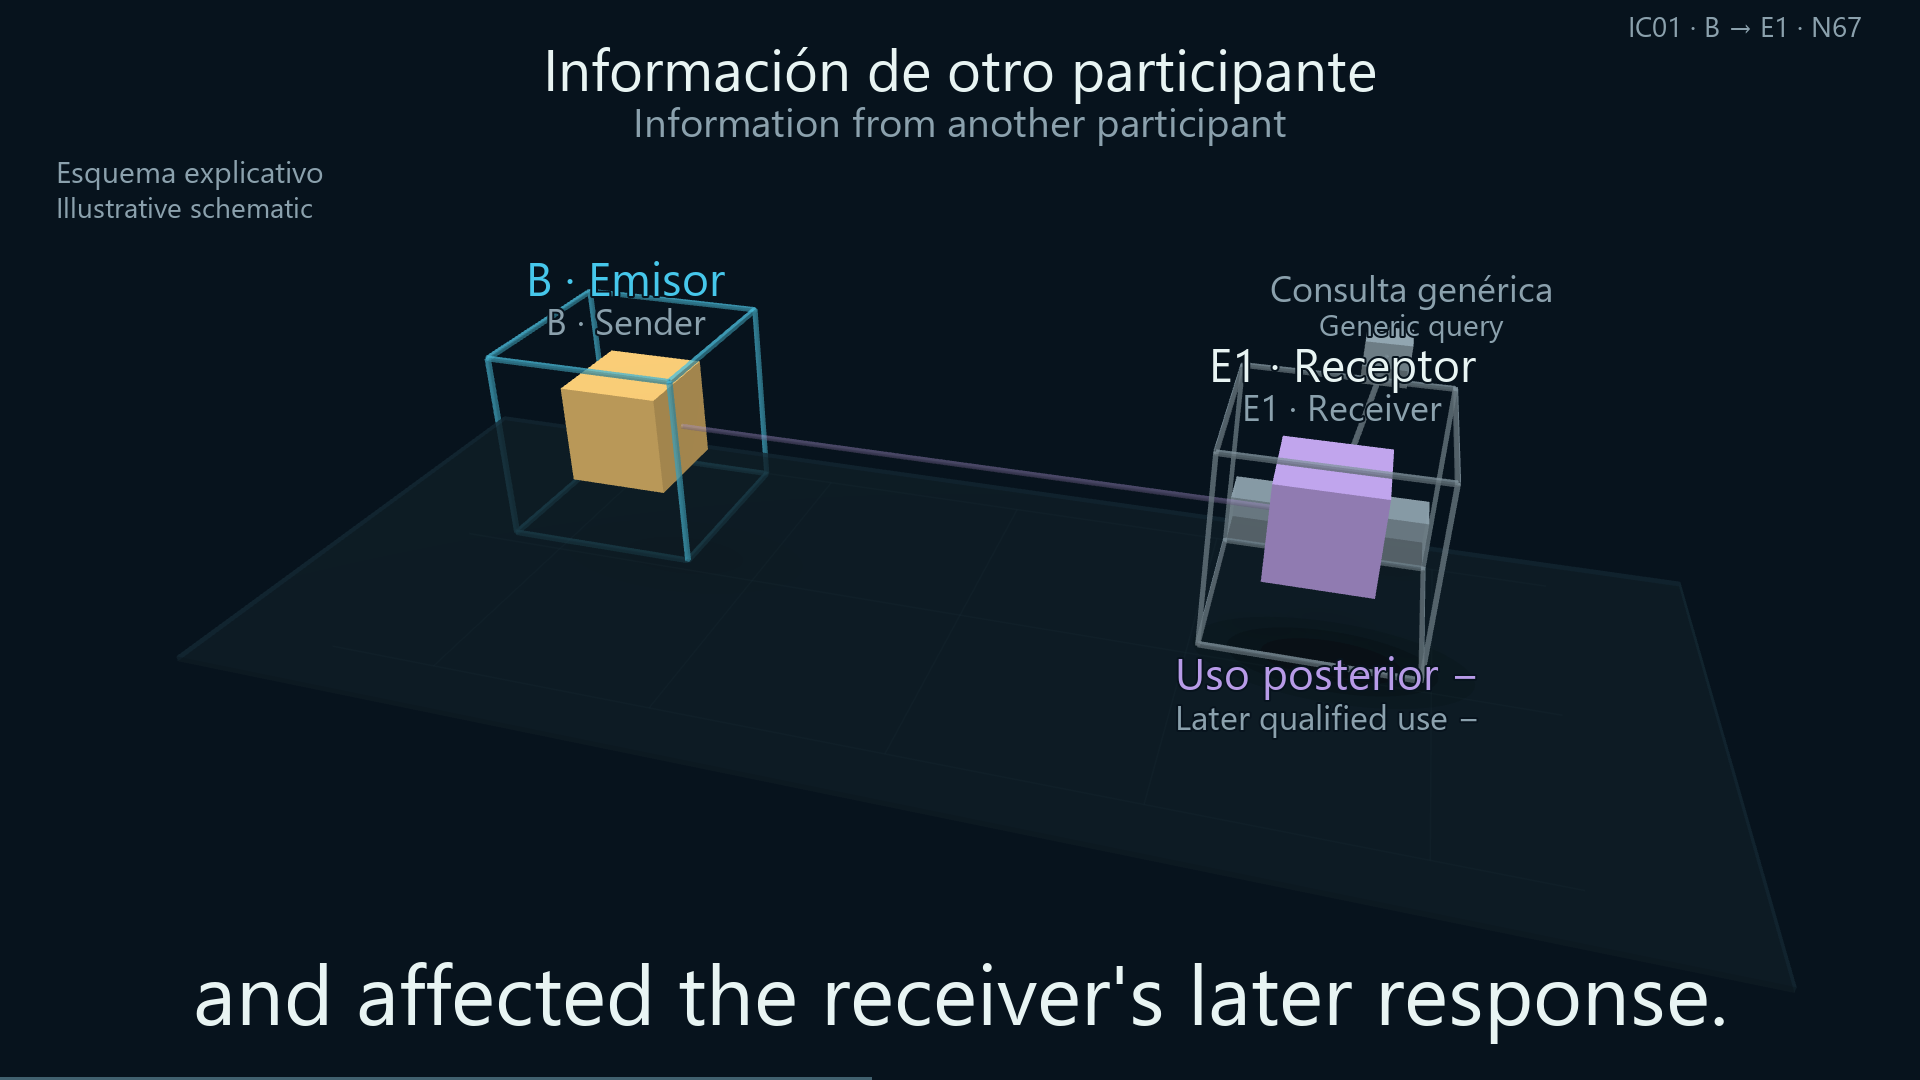 IC01 · B → E1 · N67
Información de otro participante
Information from another participant
Esquema explicativo
Illustrative schematic
B · Emisor
B · Sender
Consulta genérica
Generic query
E1 · Receptor
E1 · Receiver
Uso posterior –
Later qualified use –
and affected the receiver's later response.